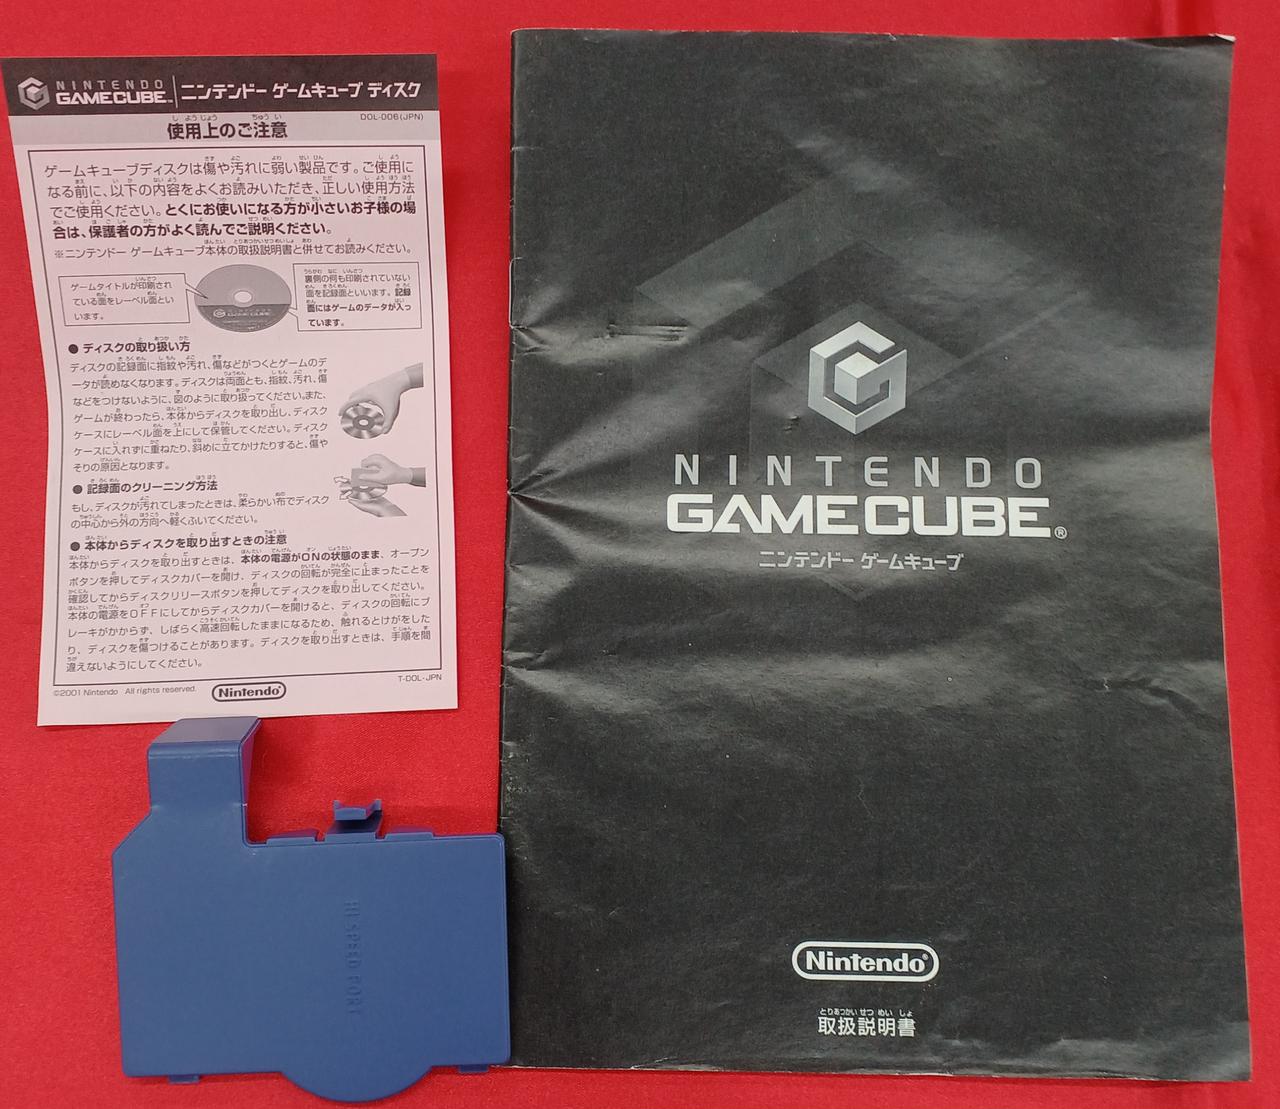 NINTENDO
GAMECUBE™
ニンテンドー ゲームキューブ ディスク
DOL-006(JPN)
使用上のご注意
ゲームキューブディスクは傷や汚れに弱い製品です。ご使用に
なる前に、以下の内容をよくお読みいただき、正しい使用方法
でご使用ください。とくにお使いになる方が小さいお子様の場
合は、保護者の方がよく読んでご説明ください。
※ニンテンドー ゲームキューブ本体の取扱説明書と併せてお読みください。
ゲームタイトルが印刷され
ている面をレーベル面とい
います。
裏側の何も印刷されていない
面を記録面といいます。記録
面にはゲームのデータが入っ
ています。
● ディスクの取り扱い方
ディスクの記録面に指紋や汚れ、傷などがつくとゲームのデ
ータが読めなくなります。ディスクは両面とも、指紋、汚れ、傷
などをつけないように、図のように取り扱ってください。また、
ゲームが終わったら、本体からディスクを取り出し、ディスク
ケースにレーベル面を上にして保管してください。ディスク
ケースに入れずに重ねたり、斜めに立てかけたりすると、傷や
そりの原因となります。
● 記録面のクリーニング方法
もし、ディスクが汚れてしまったときは、柔らかい布でディスク
の中心から外の方向へ軽くふいてください。
● 本体からディスクを取り出すときの注意
本体からディスクを取り出すときは、本体の電源がONの状態のまま、オープン
ボタンを押してディスクカバーを開け、ディスクの回転が完全に止まったことを
確認してからディスクリリースボタンを押してディスクを取り出してください。
本体の電源をOFFにしてからディスクカバーを開けると、ディスクの回転にブ
レーキがかからず、しばらく高速回転したままになるため、触れるとけがをした
り、ディスクを傷つけることがあります。ディスクを取り出すときは、手順を間
違えないようにしてください。
T-DOL-JPN
©2001 Nintendo All rights reserved.
Nintendo
HI SPEED PORT
NINTENDO
GAMECUBE®
ニンテンドー ゲームキューブ
Nintendo®
とりあつかい せつ めい しょ
取扱説明書